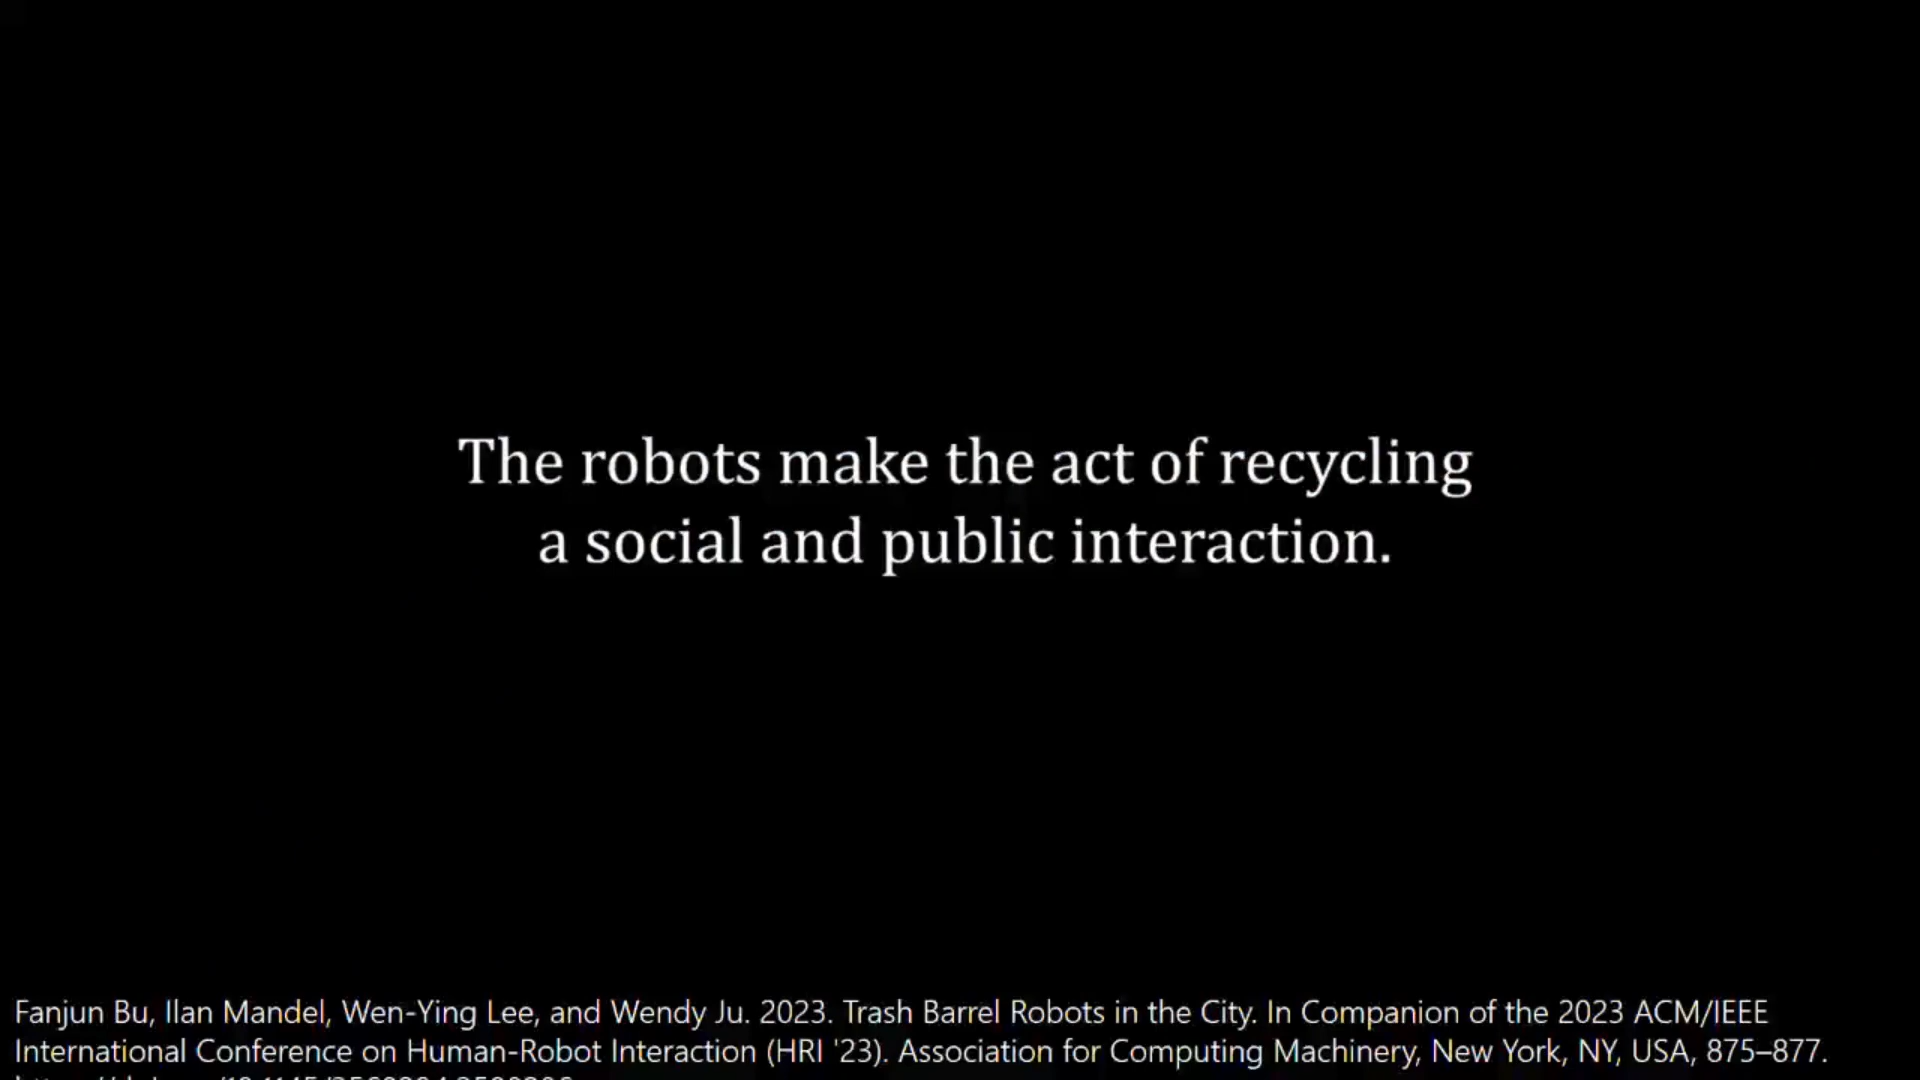 The robots make the act of recycling
a social and public interaction.
Fanjun Bu, Ilan Mandel, Wen-Ying Lee, and Wendy Ju. 2023. Trash Barrel Robots in the City. In Companion of the 2023 ACM/IEEE
International Conference on Human-Robot Interaction (HRI '23). Association for Computing Machinery, New York, NY, USA, 875–877.